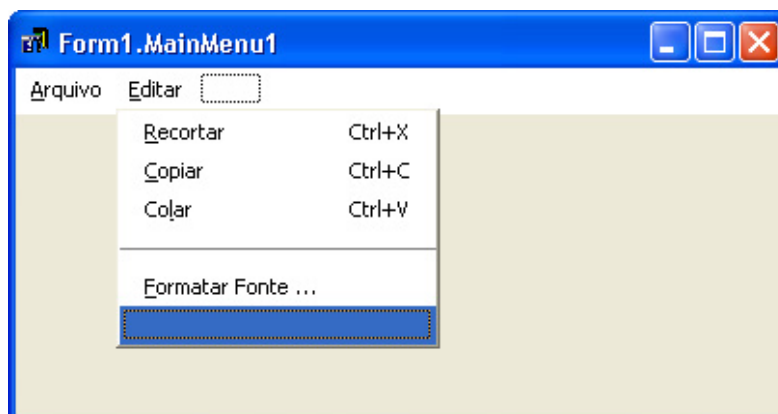 Form1.MainMenu1
Arquivo Editar
Recortar Ctrl+X
Copiar Ctrl+C
Colar Ctrl+V
Formatar Fonte ...